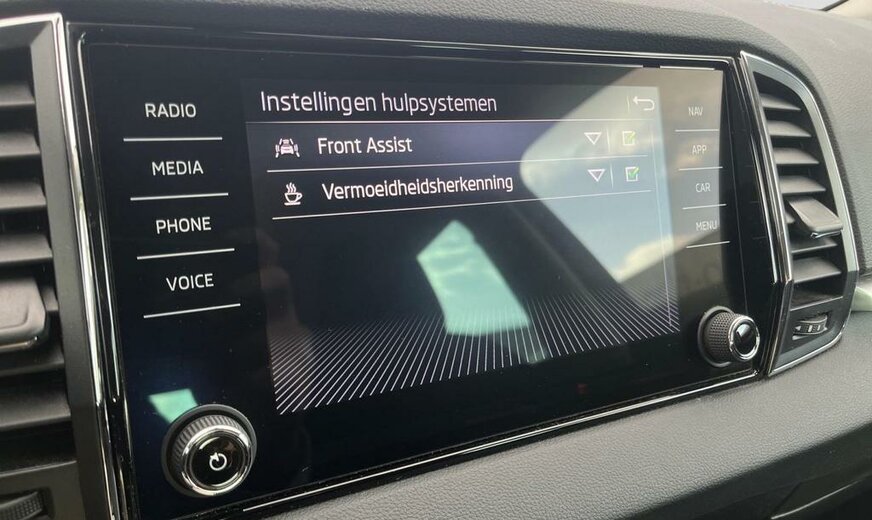 Instellingen hulpsystemen
Front Assist
Vermoeidheidsherkenning
RADIO
MEDIA
PHONE
VOICE
NAV
APP
CAR
MENU